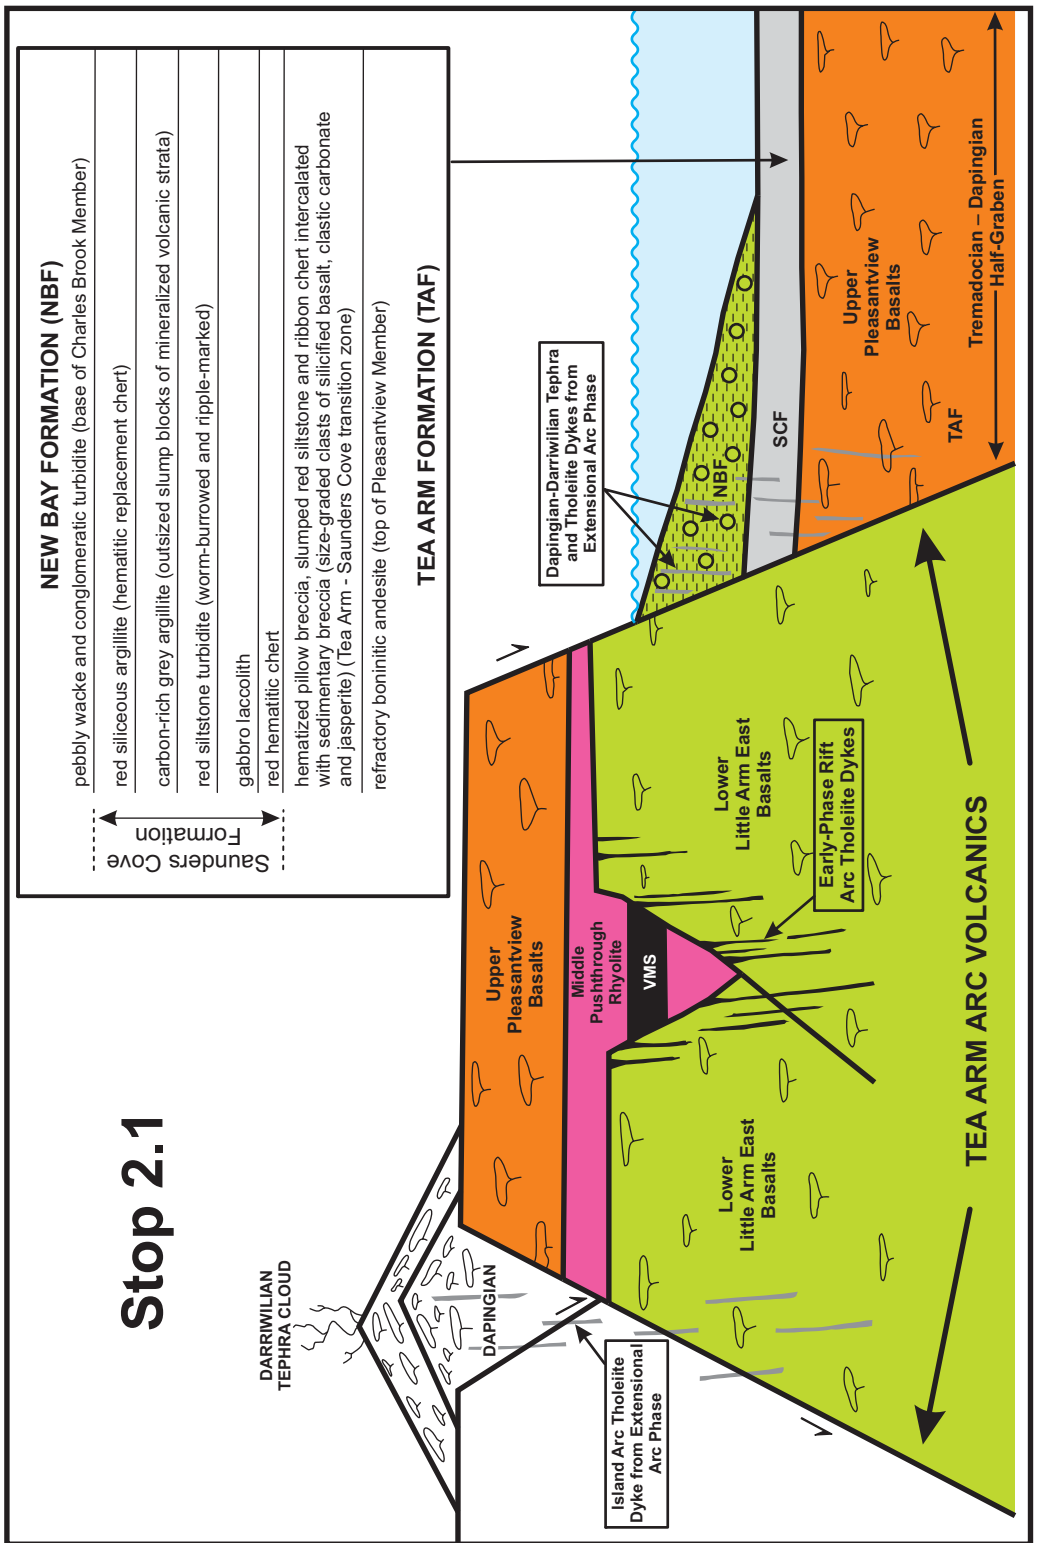 Stop 2.1
NEW BAY FORMATION (NBF)
pebbly wacke and conglomeratic turbidite (base of Charles Brook Member)
red siliceous argillite (hematitic replacement chert)
carbon-rich grey argillite (outsized slump blocks of mineralized volcanic strata)
red siltstone turbidite (worm-burrowed and ripple-marked)
gabbro laccolith
red hematitic chert
Saunders Cove
Formation
hematized pillow breccia, slumped red siltstone and ribbon chert intercalated
with sedimentary breccia (size-graded clasts of silicified basalt, clastic carbonate
and jasperite) (Tea Arm - Saunders Cove transition zone)
refractory boninitic andesite (top of Pleasantview Member)
TEA ARM FORMATION (TAF)
DARRIWILIAN
TEPHRA CLOUD
DAPINGIAN
Island Arc Tholeiite
Dyke from Extensional
Arc Phase
Upper
Pleasantview
Basalts
Middle
Pushthrough
Rhyolite
VMS
Lower
Little Arm East
Basalts
Lower
Little Arm East
Basalts
Early-Phase Rift
Arc Tholeiite Dykes
TEA ARM ARC VOLCANICS
Dapingian-Darriwilian Tephra
and Tholeiite Dykes from
Extensional Arc Phase
NBF
SCF
TAF
Upper
Pleasantview
Basalts
Tremadocian – Dapingian
Half-Graben